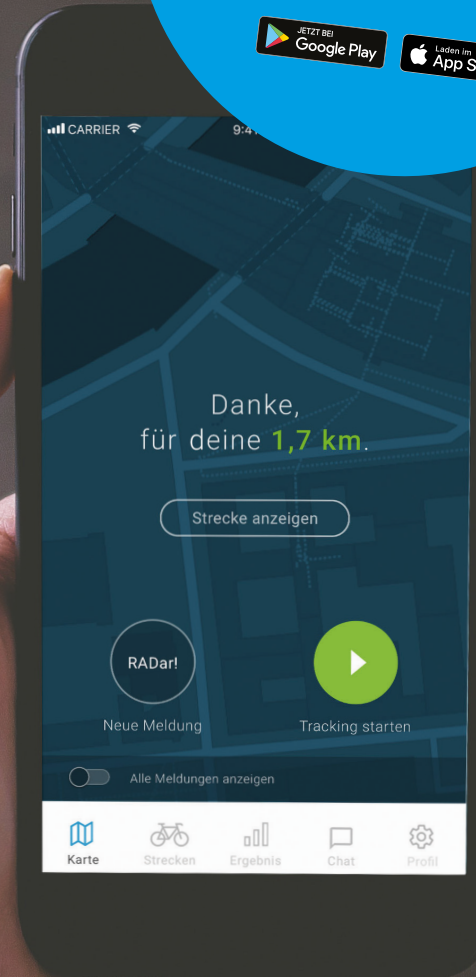 JETZT BEI
Google Play
Laden im
App S
CARRIER
9:41
Danke,
für deine 1,7 km.
Strecke anzeigen
RADar!
Neue Meldung
Tracking starten
Alle Meldungen anzeigen
Karte
Strecken
Ergebnis
Chat
Profil